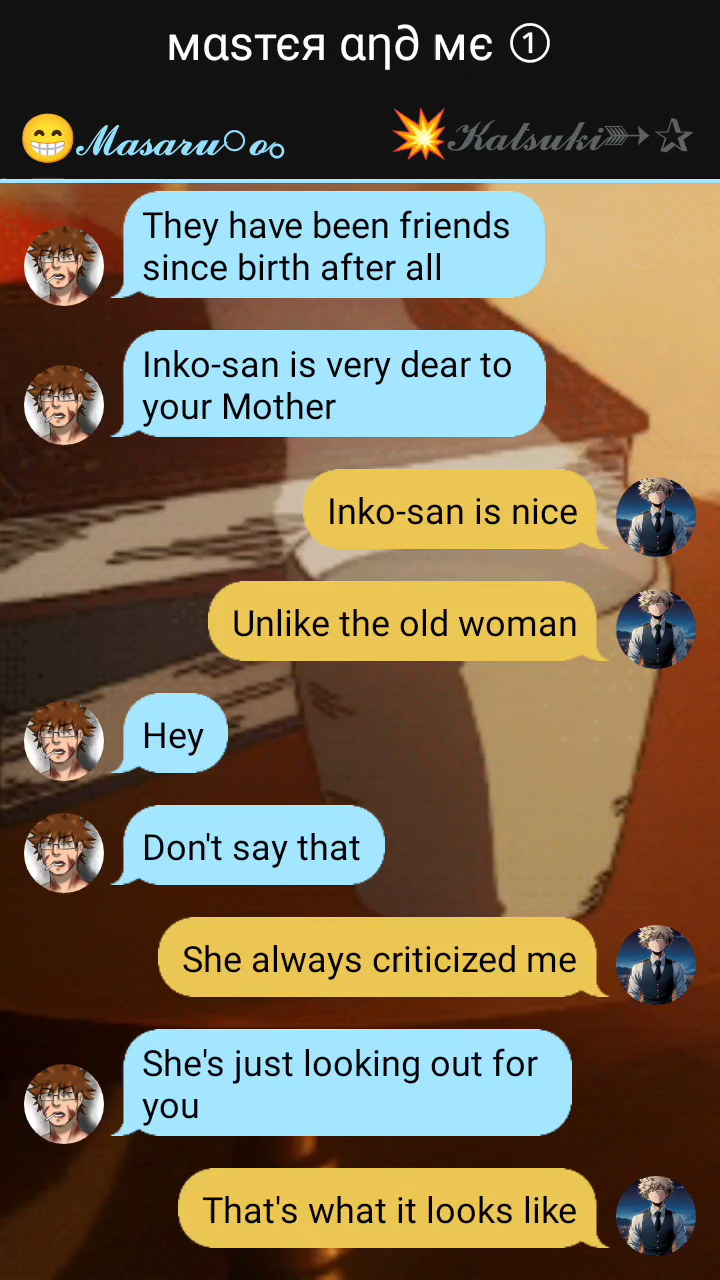 мαѕтєя αη∂ мє ①
😁𝓜𝓪𝓼𝓪𝓻𝓾○ₒ०
💥𝓚𝓪𝓽𝓼𝓾𝓴𝓲➳☆
They have been friends
since birth after all
Inko-san is very dear to
your Mother
Inko-san is nice
Unlike the old woman
Hey
Don't say that
She always criticized me
She's just looking out for
you
That's what it looks like